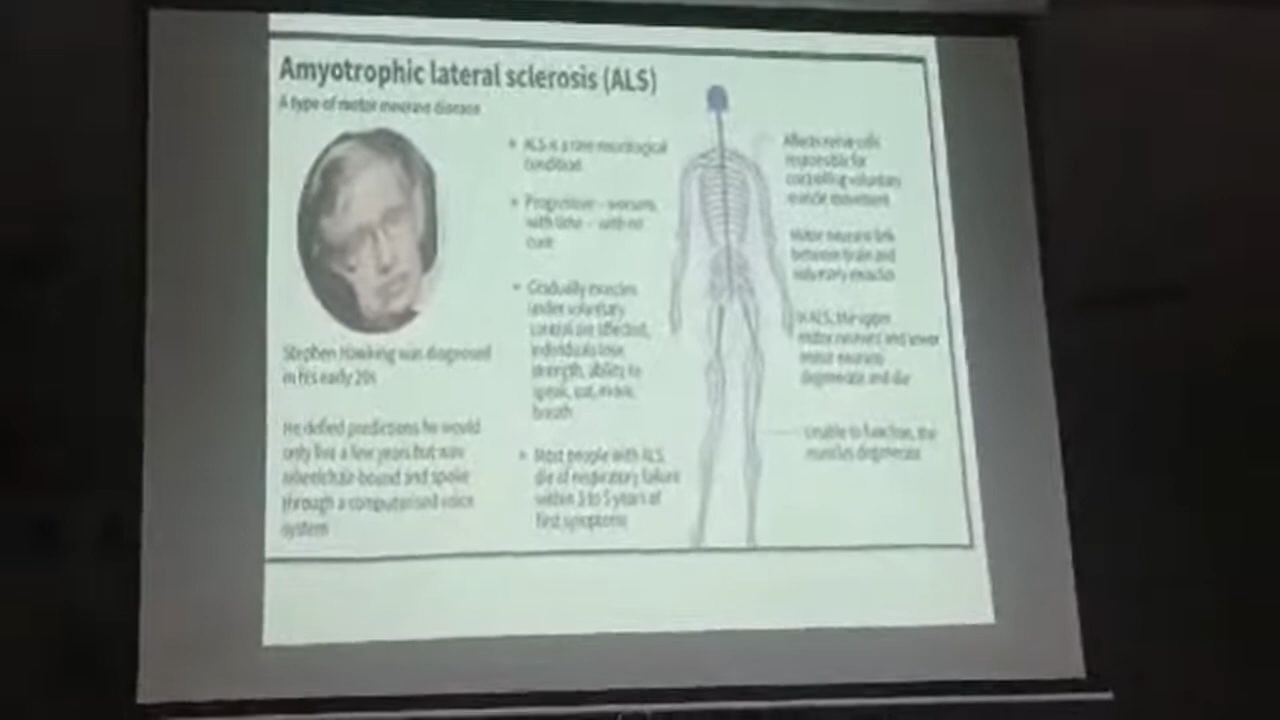 Amyotrophic lateral sclerosis (ALS)
A type of motor neurone disease
Stephen Hawking was diagnosed
in his early 20s
He defied predictions he would
only live a few years but was
wheelchair-bound and spoke
through a computerised voice
system
• ALS is a rare neurological
condition
• Progressive - worsens
with time - with no
cure
• Gradually muscles
under voluntary
control are affected,
individuals lose
strength, ability to
speak, eat, move,
breath
• Most people with ALS
die of respiratory failure
within 3 to 5 years of
first symptoms
Affects nerve cells
responsible for
controlling voluntary
muscle movement
Motor neurons link
between brain and
voluntary muscles
In ALS, the upper
motor neurons and lower
motor neurons
degenerate and die
Unable to function, the
muscles degenerate